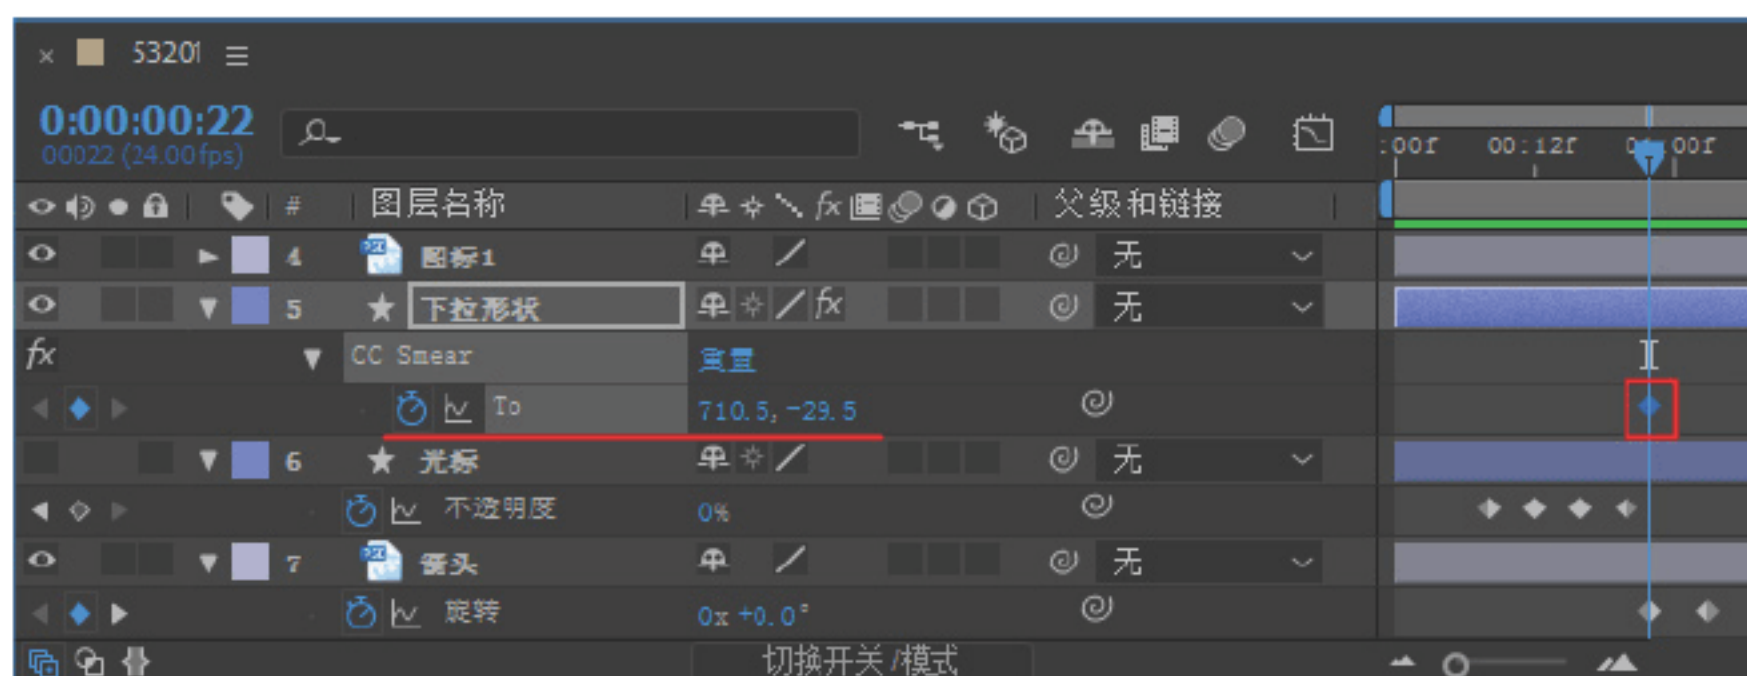 53201
0:00:00:22
00022 (24.00 fps)
:00f 00:12f 00f
# 图层名称 父级和链接
4 图标1 无
5 下拉形状 fx 无
fx CC Smear 重置
To 710.5, -29.5
6 光标 无
不透明度 0%
7 箭头 无
旋转 0x +0.0°
切换开关/模式